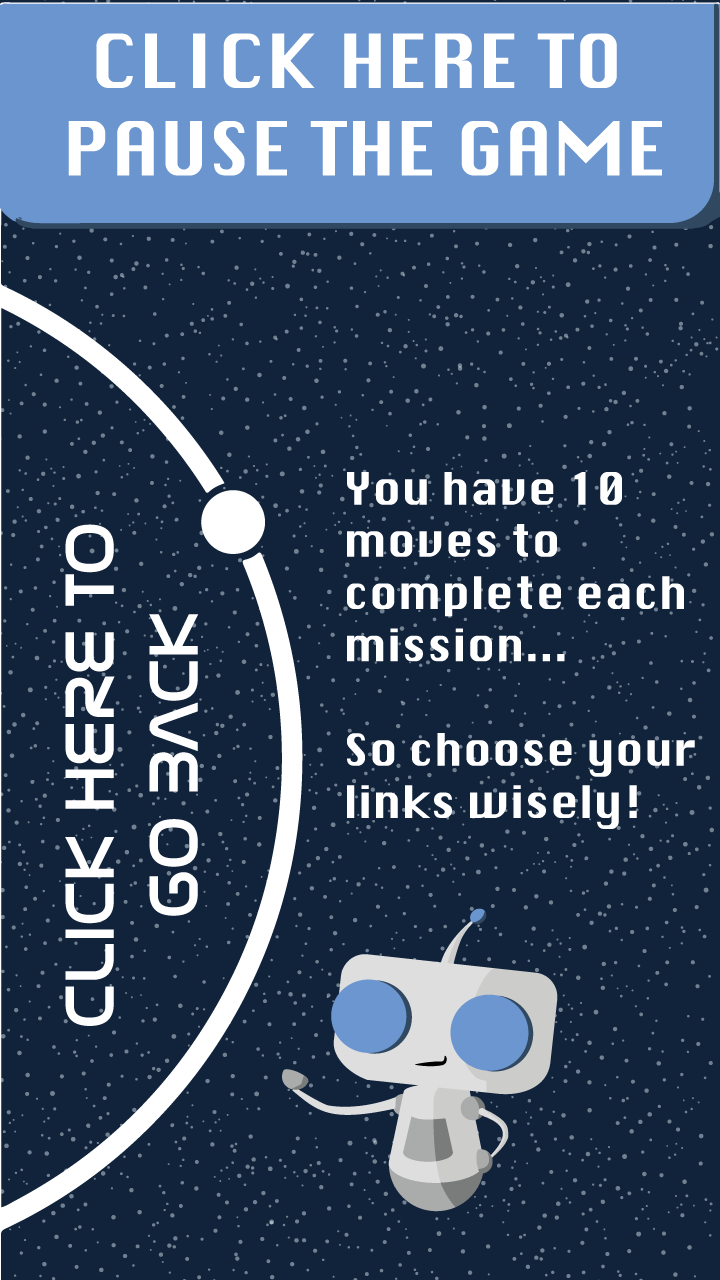 CLICK HERE TO
PAUSE THE GAME
CLICK HERE TO
GO BACK
You have 10
moves to
complete each
mission...
So choose your
links wisely!